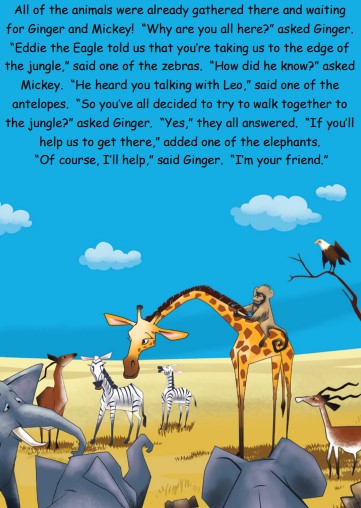 All of the animals were already gathered there and waiting
for Ginger and Mickey!  “Why are you all here?” asked Ginger.
“Eddie the Eagle told us that you’re taking us to the edge of
the jungle,” said one of the zebras.  “How did he know?” asked
Mickey.  “He heard you talking with Leo,” said one of the
antelopes.  “So you’ve all decided to try to walk together to
the jungle?” asked Ginger.  “Yes,” they all answered.  “If you’ll
help us to get there,” added one of the elephants.
“Of course, I’ll help,” said Ginger.  “I’m your friend.”